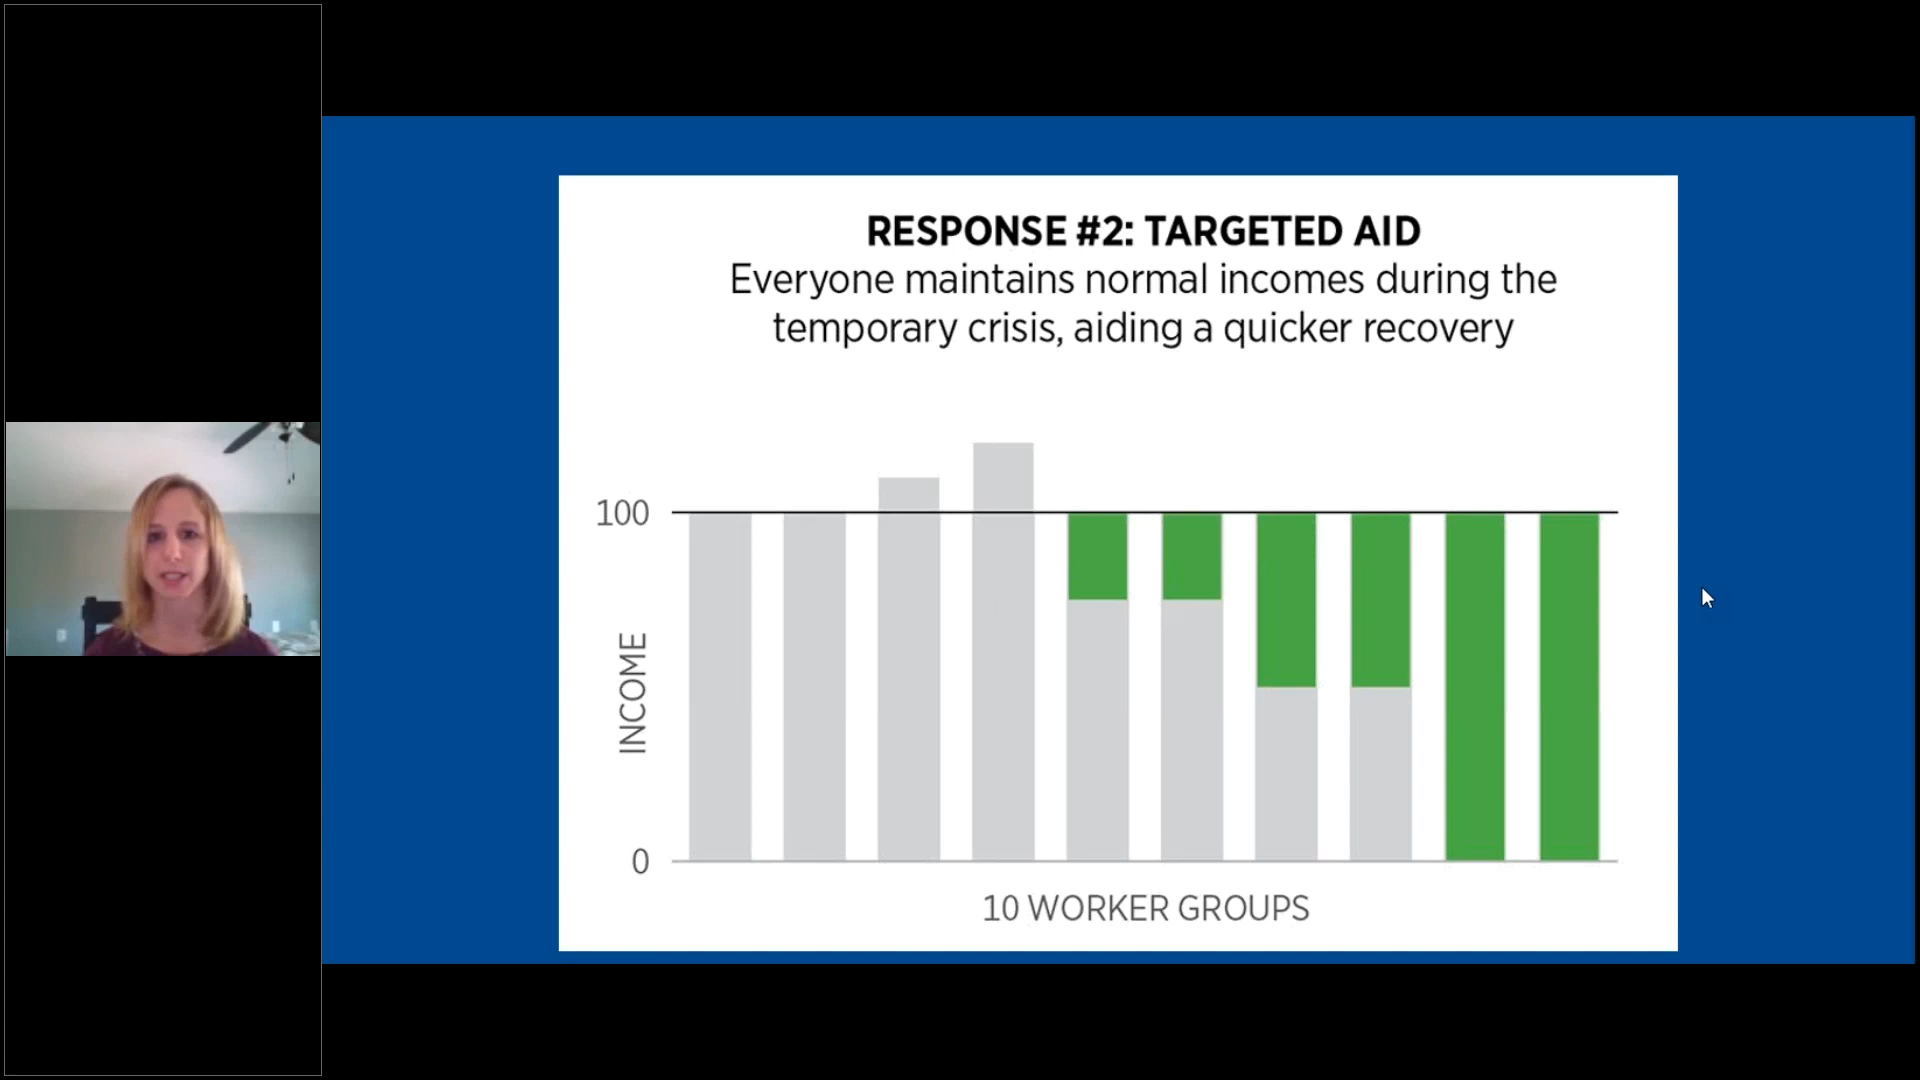 RESPONSE #2: TARGETED AID
Everyone maintains normal incomes during the
temporary crisis, aiding a quicker recovery
100
INCOME
0
10 WORKER GROUPS